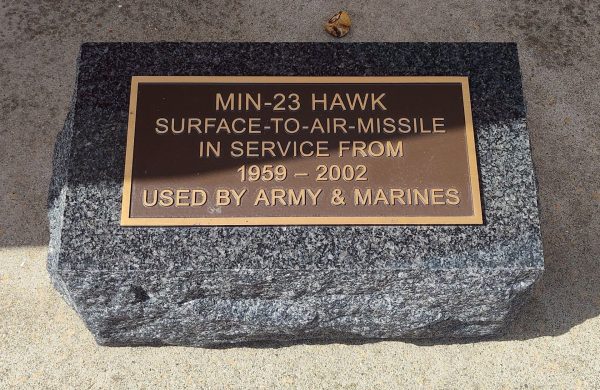 MIN-23 HAWK
SURFACE-TO-AIR-MISSILE
IN SERVICE FROM
1959 – 2002
USED BY ARMY & MARINES